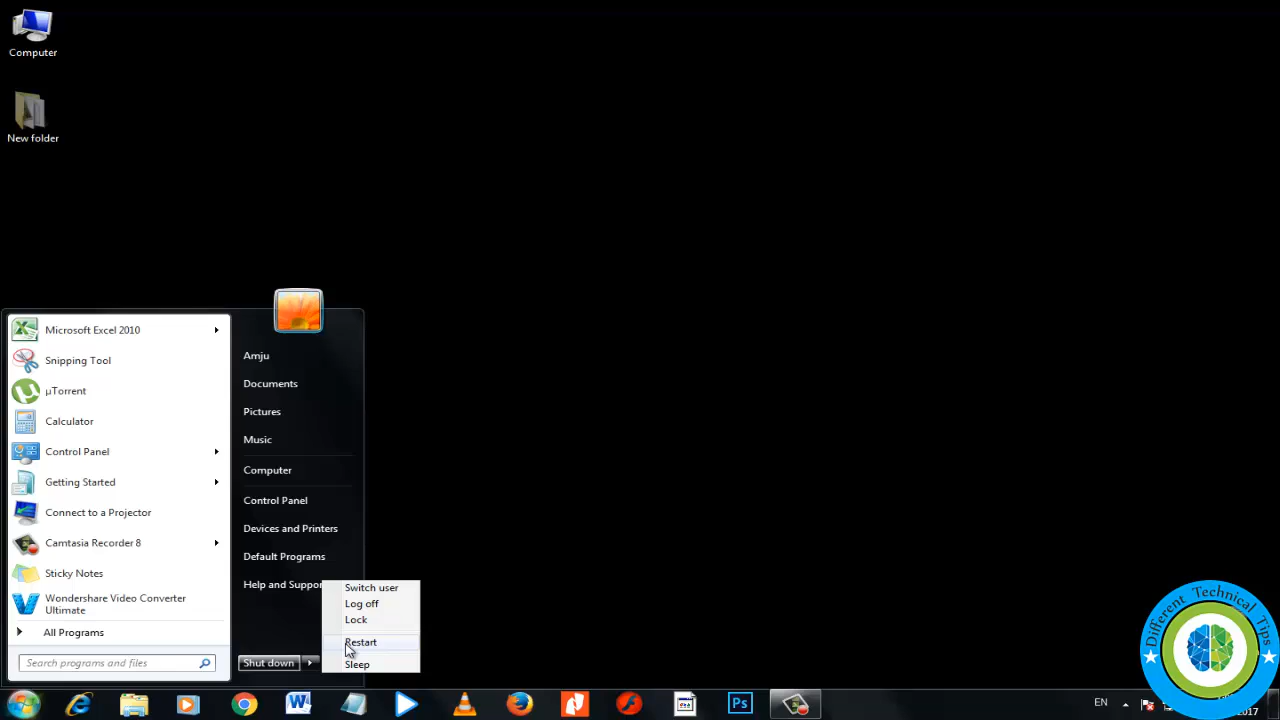 Computer
New folder
Microsoft Excel 2010
Snipping Tool
µTorrent
Calculator
Control Panel
Getting Started
Connect to a Projector
Camtasia Recorder 8
Sticky Notes
Wondershare Video Converter
Ultimate
All Programs
Search programs and files
Amju
Documents
Pictures
Music
Computer
Control Panel
Devices and Printers
Default Programs
Help and Suppor
Shut down
Switch user
Log off
Lock
Restart
Sleep
W
Ps
EN
2017
Different Technical Tips